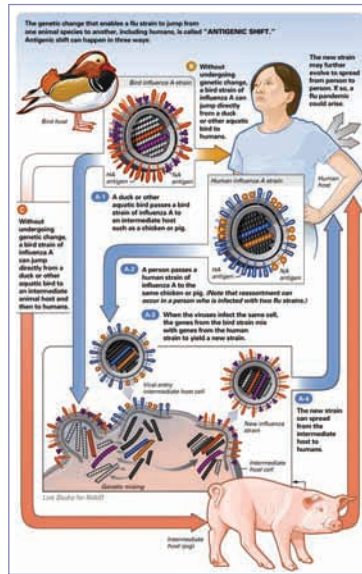 The genetic change that enables a flu strain to jump from
one animal species to another, including humans, is called "ANTIGENIC SHIFT."
Antigenic shift can happen in three ways:
Bird host
Bird influenza A strain
HA
antigen
NA
antigen
B
Without
undergoing
genetic change,
a bird strain of
influenza A can
jump directly
from a duck
or other aquatic
bird to humans.
The new strain
may further
evolve to spread
from person to
person. If so, a
flu pandemic
could arise.
Human
host
A-1
A duck or other
aquatic bird passes a bird
strain of influenza A to
an intermediate host
such as a chicken or pig.
Human influenza A strain
HA
antigen
NA
antigen
C
Without
undergoing
genetic change,
a bird strain
of influenza A
can jump
directly from a
duck or other
aquatic bird to
an intermediate
animal host and
then to humans.
A-2
A person passes a
human strain of
influenza A to the
same chicken or pig. (Note that reassortment can
occur in a person who is infected with two flu strains.)
A-3
When the viruses infect the same cell,
the genes from the bird strain mix
with genes from the human
strain to yield a new strain.
Viral entry
intermediate host cell
New influenza
strain
A-4
The new strain
can spread
from the
intermediate
host to
humans.
Genetic mixing
Intermediate
host cell
Link Studio for NIAID
Intermediate
host (pig)